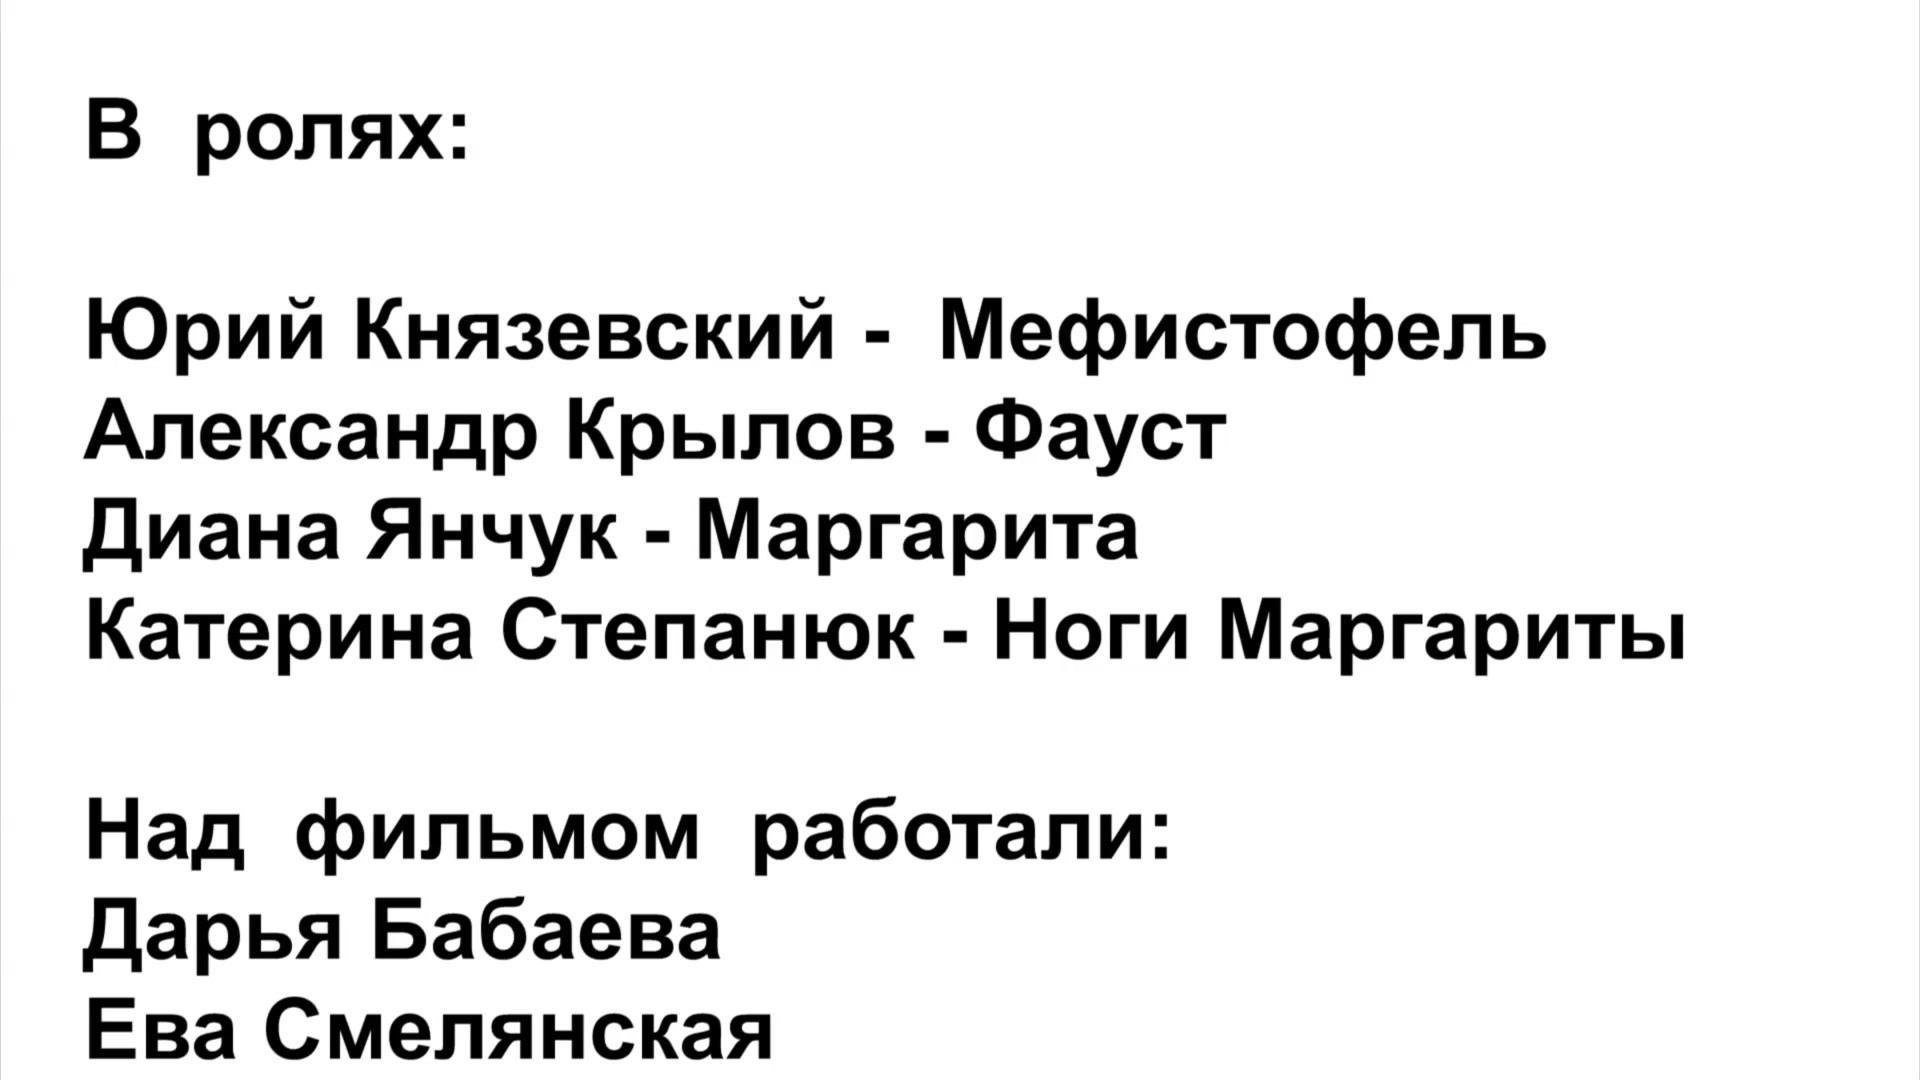 В ролях:
Юрий Князевский - Мефистофель
Александр Крылов - Фауст
Диана Янчук - Маргарита
Катерина Степанюк - Ноги Маргариты
Над фильмом работали:
Дарья Бабаева
Ева Смелянская